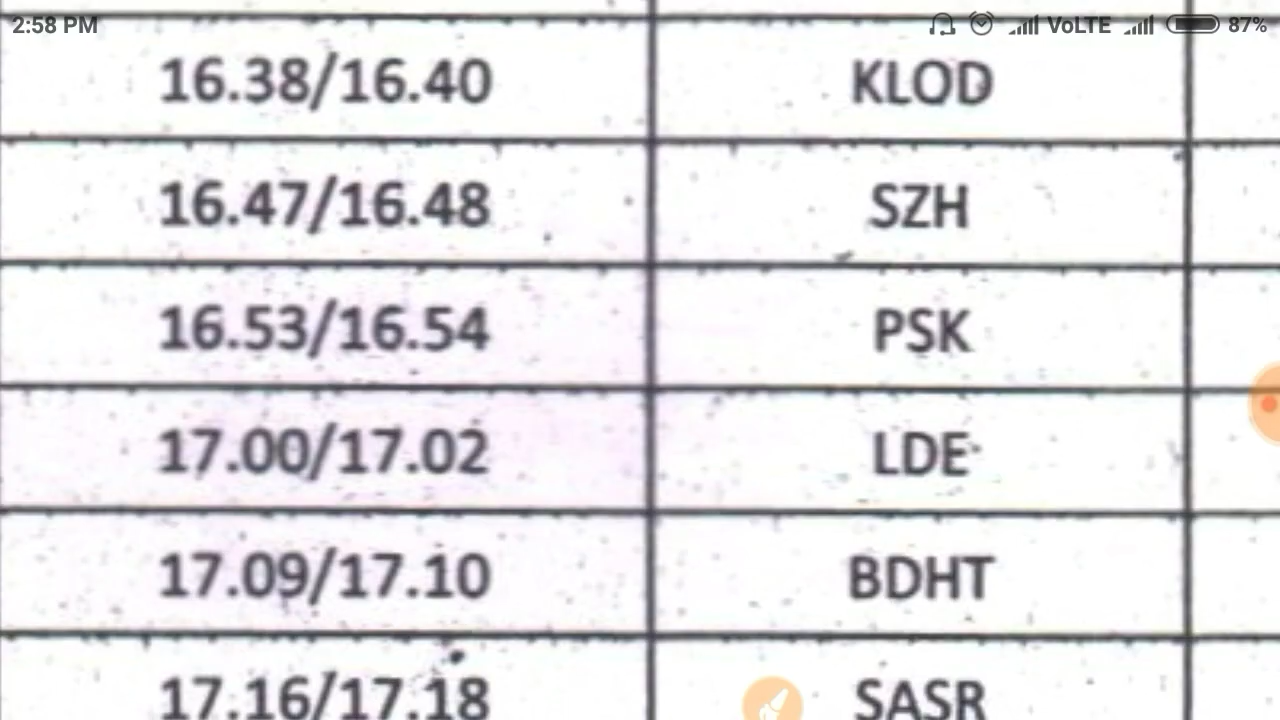 2:58 PM VoLTE 87%
16.38/16.40 KLOD
16.47/16.48 SZH
16.53/16.54 PSK
17.00/17.02 LDE
17.09/17.10 BDHT
17.16/17.18 SASR